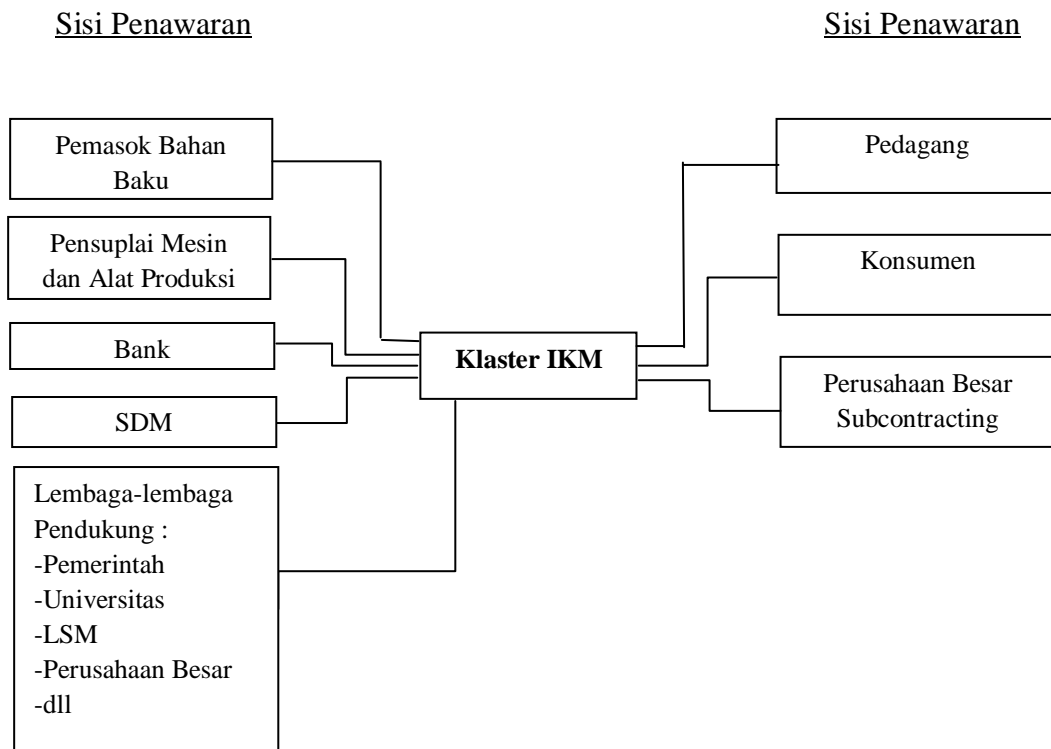 Sisi Penawaran
Sisi Penawaran
Pemasok Bahan
Baku
Pensuplai Mesin
dan Alat Produksi
Bank
SDM
Lembaga-lembaga
Pendukung :
-Pemerintah
-Universitas
-LSM
-Perusahaan Besar
-dll
Klaster IKM
Pedagang
Konsumen
Perusahaan Besar
Subcontracting